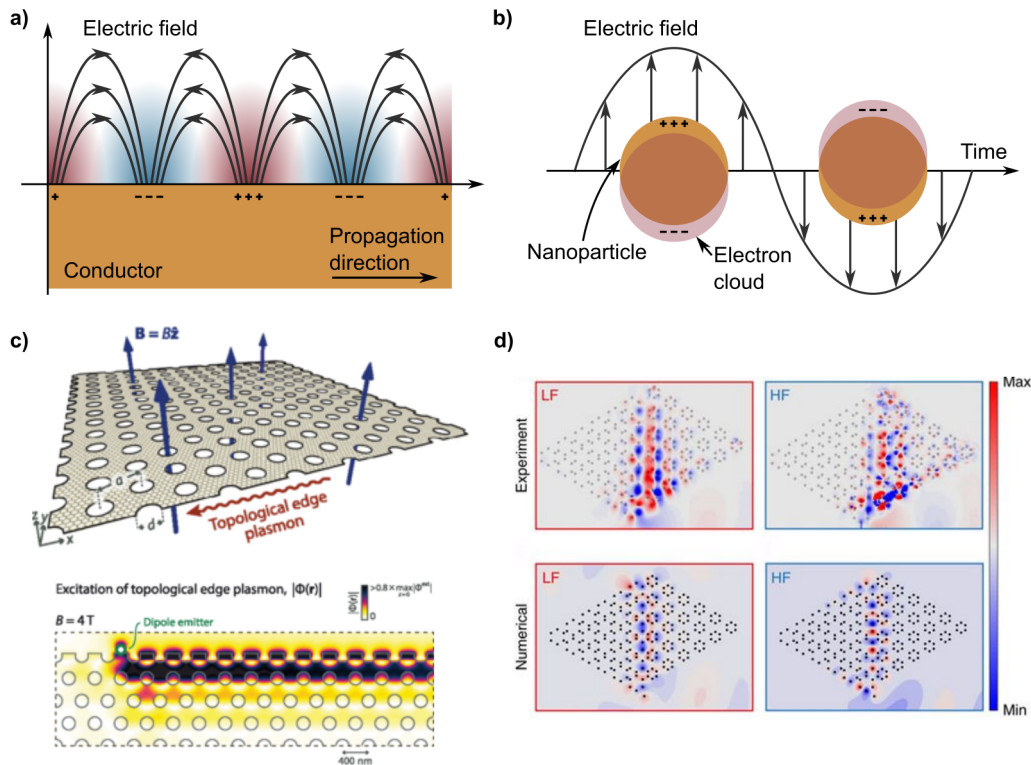 a)
Electric field
+
- - -
+++
- - -
+
Propagation
direction
Conductor
b)
Electric field
+++
- - -
- - -
+++
Time
Nanoparticle
Electron
cloud
c)
B = Bẑ
a
d
z
y
x
Topological edge
plasmon
Excitation of topological edge plasmon, |Φ(r)|
|Φ(r)|
0
B = 4 T
Dipole emitter
400 nm
d)
LF
HF
Max
Experiment
LF
HF
Numerical
Min